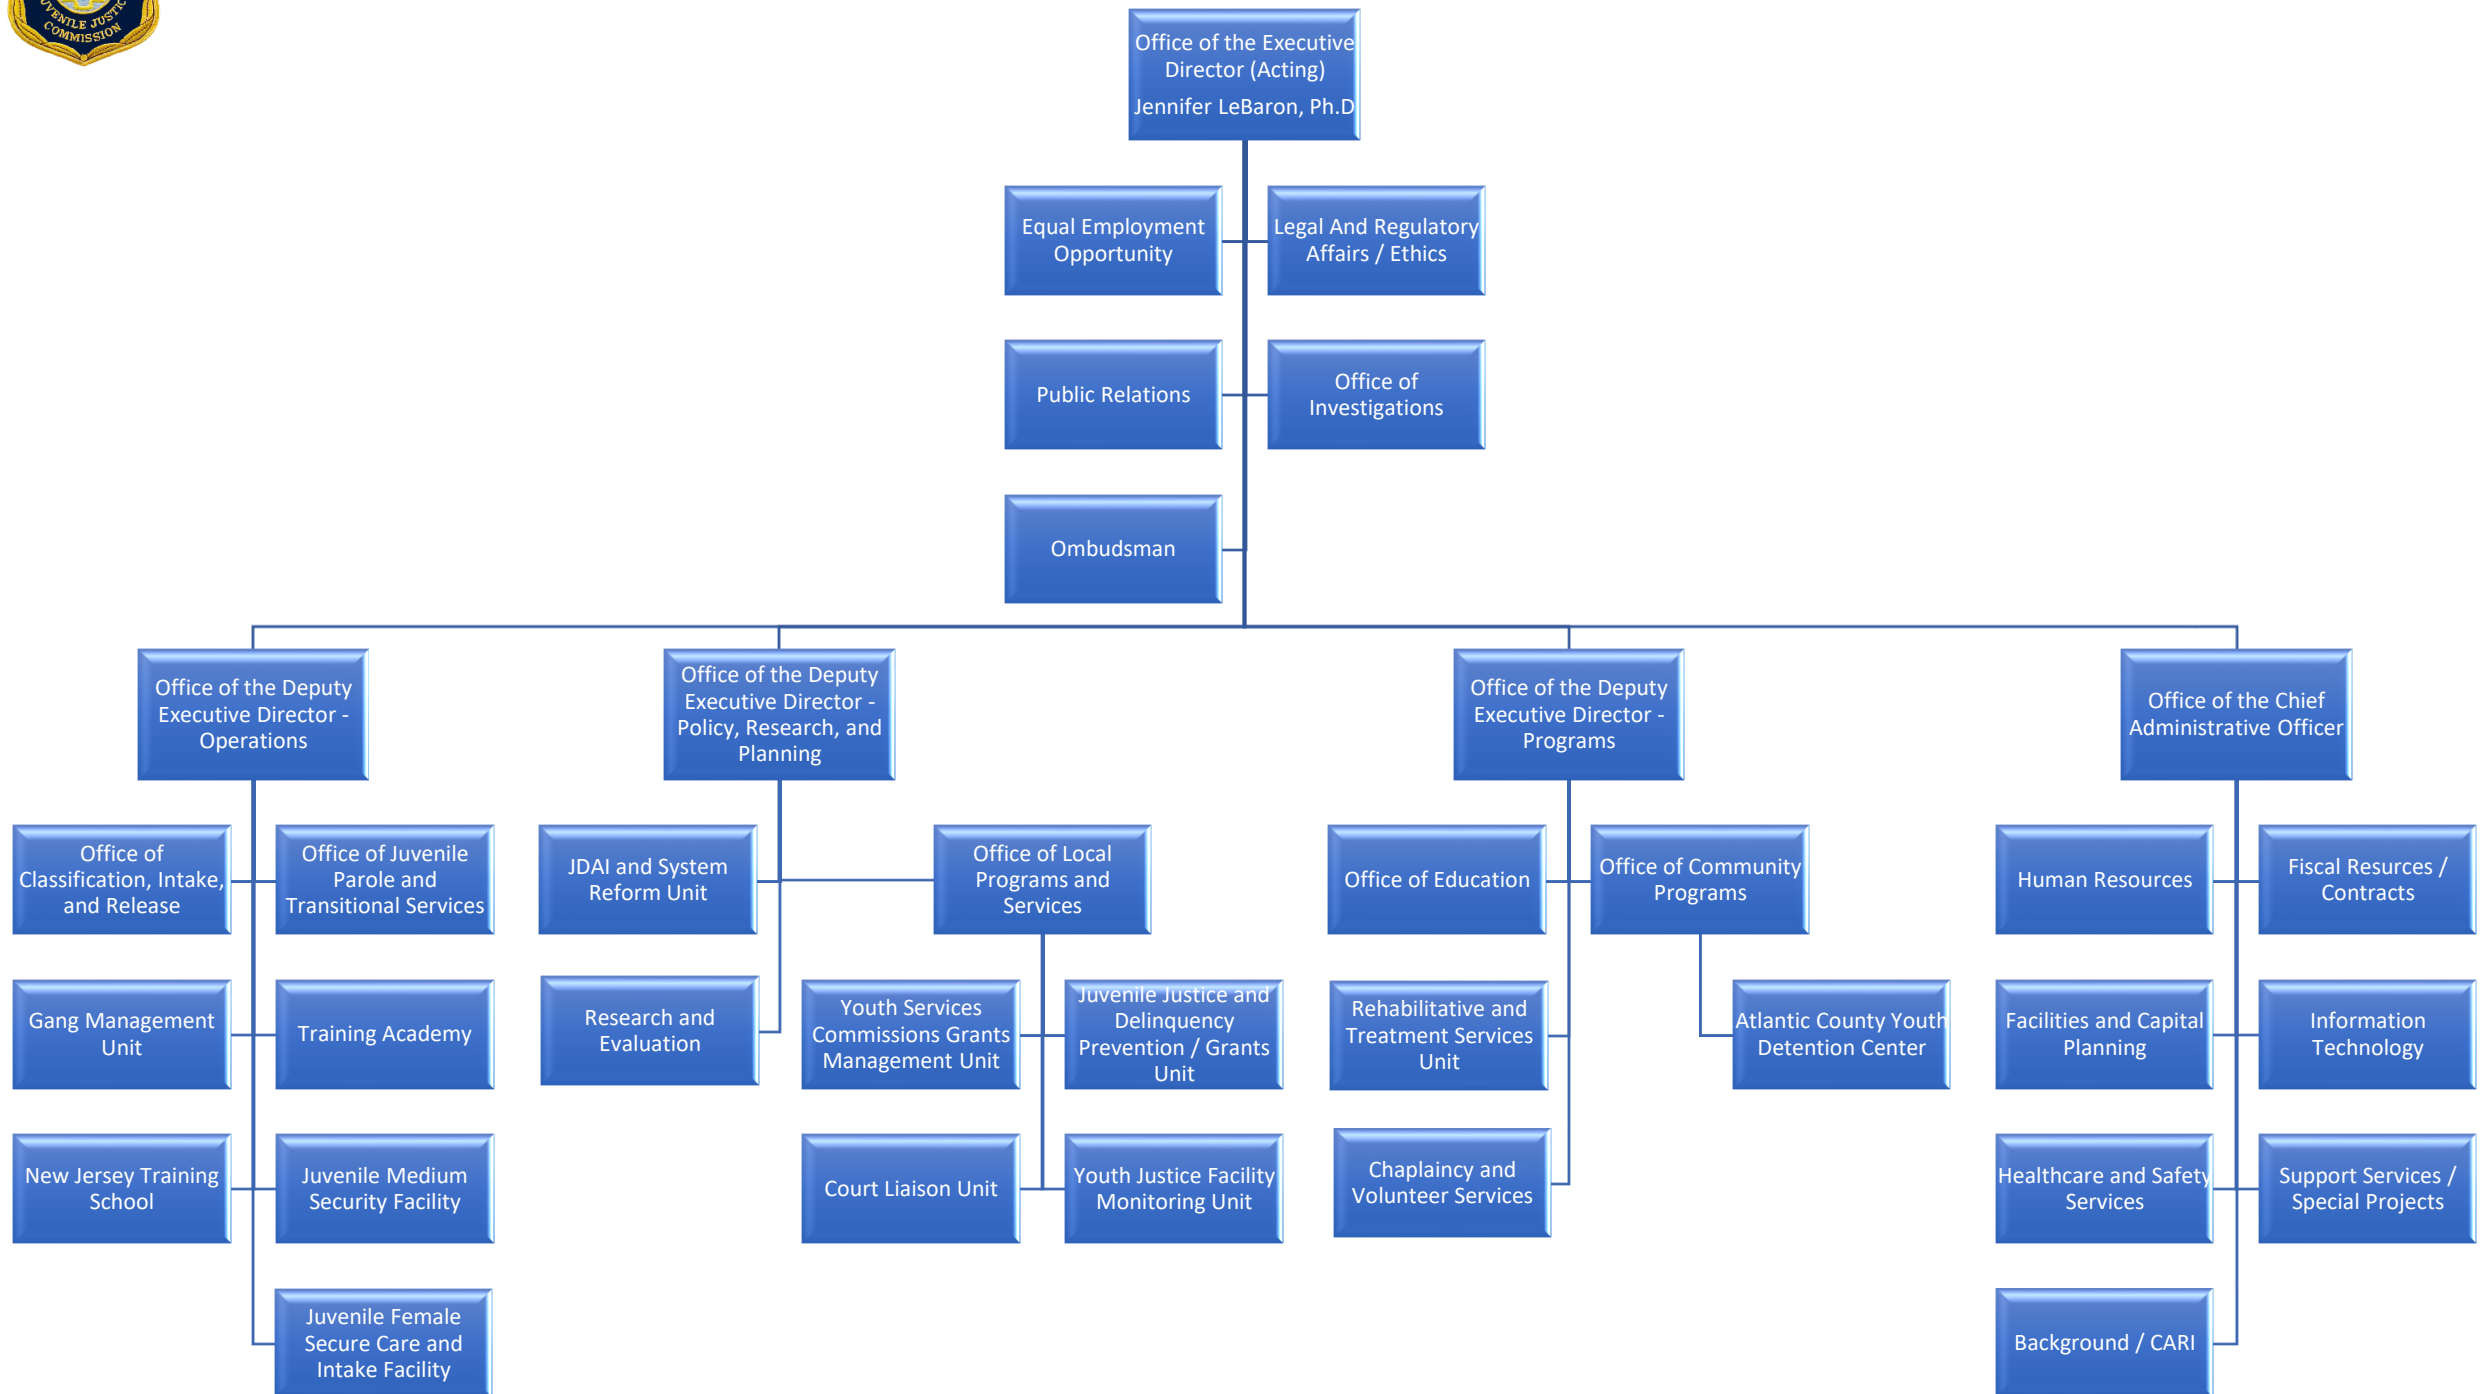 JUVENILE JUSTICE
COMMISSION
Office of the Executive
Director (Acting)
Jennifer LeBaron, Ph.D
Equal Employment
Opportunity
Legal And Regulatory
Affairs / Ethics
Public Relations
Office of
Investigations
Ombudsman
Office of the Deputy
Executive Director -
Operations
Office of the Deputy
Executive Director -
Policy, Research, and
Planning
Office of the Deputy
Executive Director -
Programs
Office of the Chief
Administrative Officer
Office of
Classification, Intake,
and Release
Office of Juvenile
Parole and
Transitional Services
JDAI and System
Reform Unit
Office of Local
Programs and
Services
Office of Education
Office of Community
Programs
Human Resources
Fiscal Resurces /
Contracts
Gang Management
Unit
Training Academy
Research and
Evaluation
Youth Services
Commissions Grants
Management Unit
Juvenile Justice and
Delinquency
Prevention / Grants
Unit
Rehabilitative and
Treatment Services
Unit
Atlantic County Youth
Detention Center
Facilities and Capital
Planning
Information
Technology
New Jersey Training
School
Juvenile Medium
Security Facility
Court Liaison Unit
Youth Justice Facility
Monitoring Unit
Chaplaincy and
Volunteer Services
Healthcare and Safety
Services
Support Services /
Special Projects
Juvenile Female
Secure Care and
Intake Facility
Background / CARI